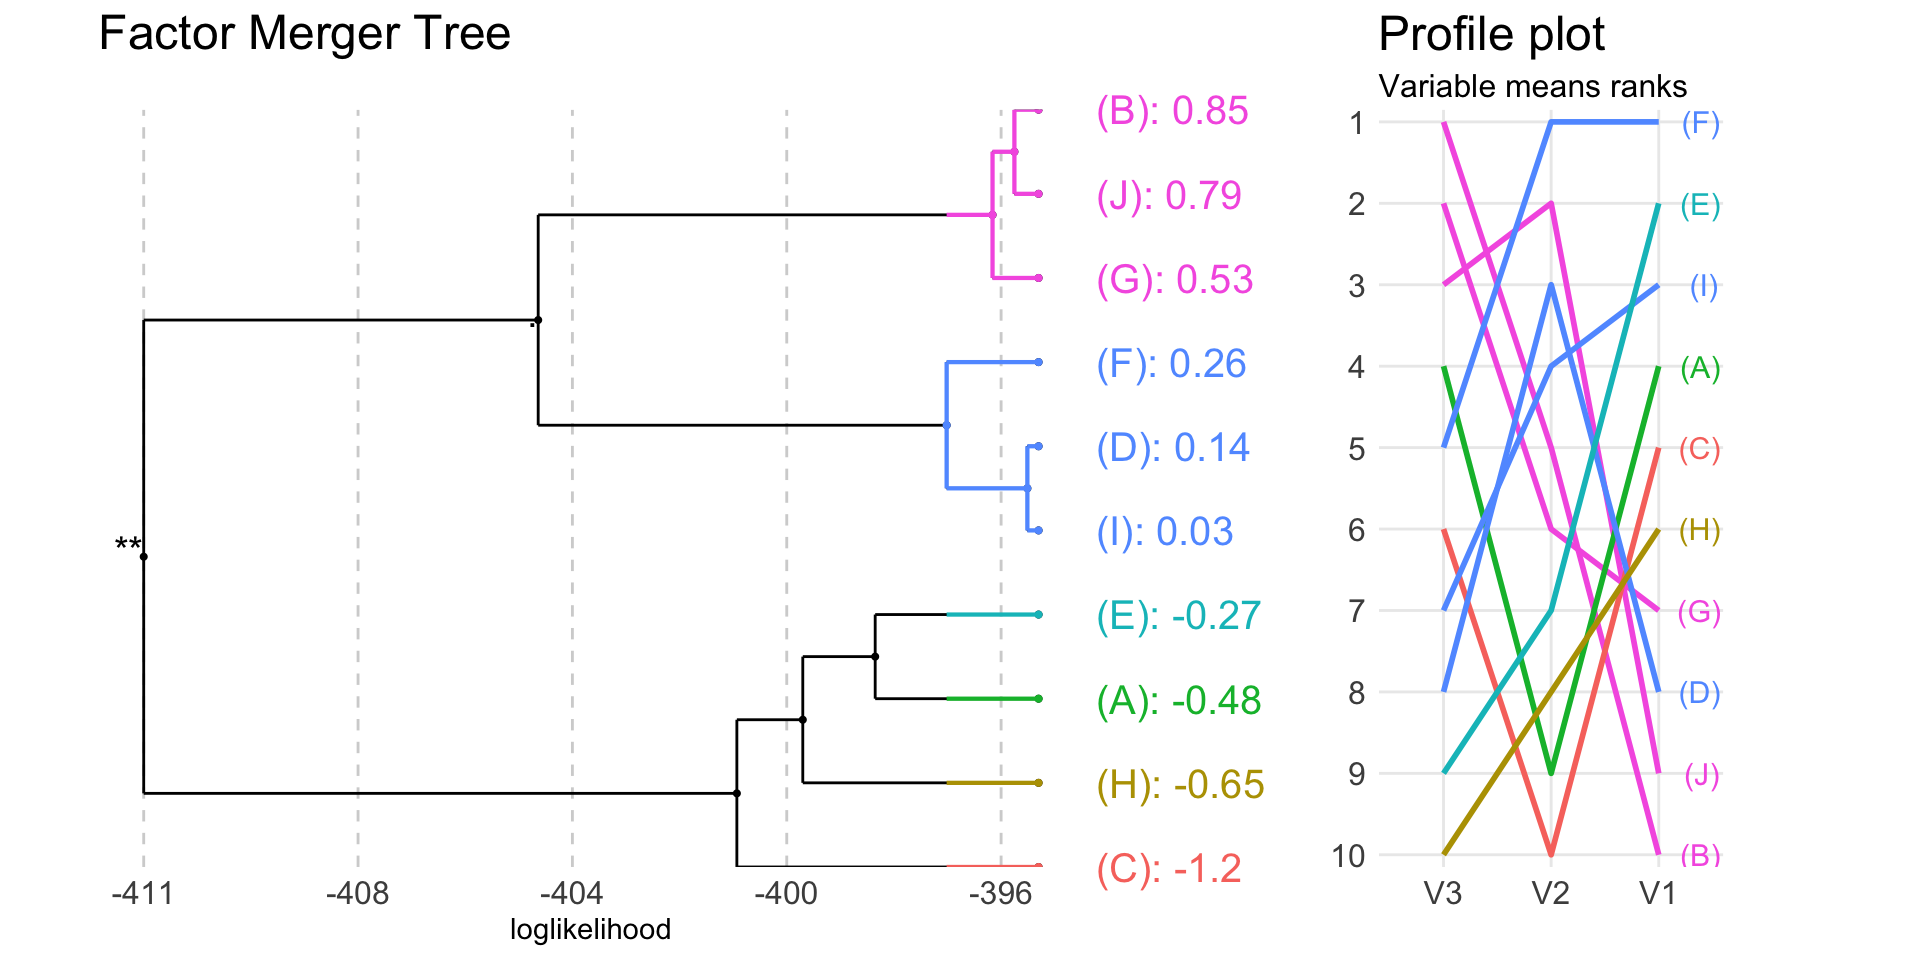 Factor Merger Tree
(B): 0.85
(J): 0.79
(G): 0.53
(F): 0.26
(D): 0.14
(I): 0.03
(E): -0.27
(A): -0.48
(H): -0.65
(C): -1.2
.
**
-411 -408 -404 -400 -396
loglikelihood
Profile plot
Variable means ranks
1 (F)
2 (E)
3 (I)
4 (A)
5 (C)
6 (H)
7 (G)
8 (D)
9 (J)
10 (B)
V3 V2 V1